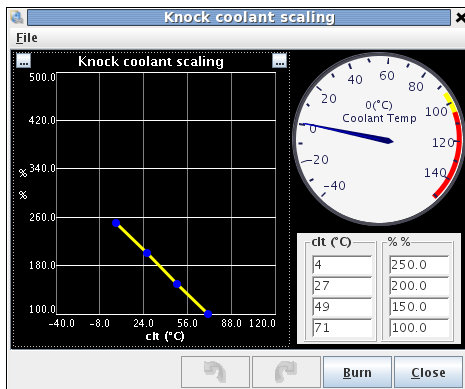 Knock coolant scaling
File
... Knock coolant scaling ...
500.0
420.0
% 340.0
%
260.0
180.0
100.0
-40.0 -8.0 24.0 56.0 88.0 120.0
clt (°C)
60
40 80
20 100
0(°C)
Coolant Temp
0 120
-20 140
-40
clt (°C) % %
4 250.0
27 200.0
49 150.0
71 100.0
Burn Close